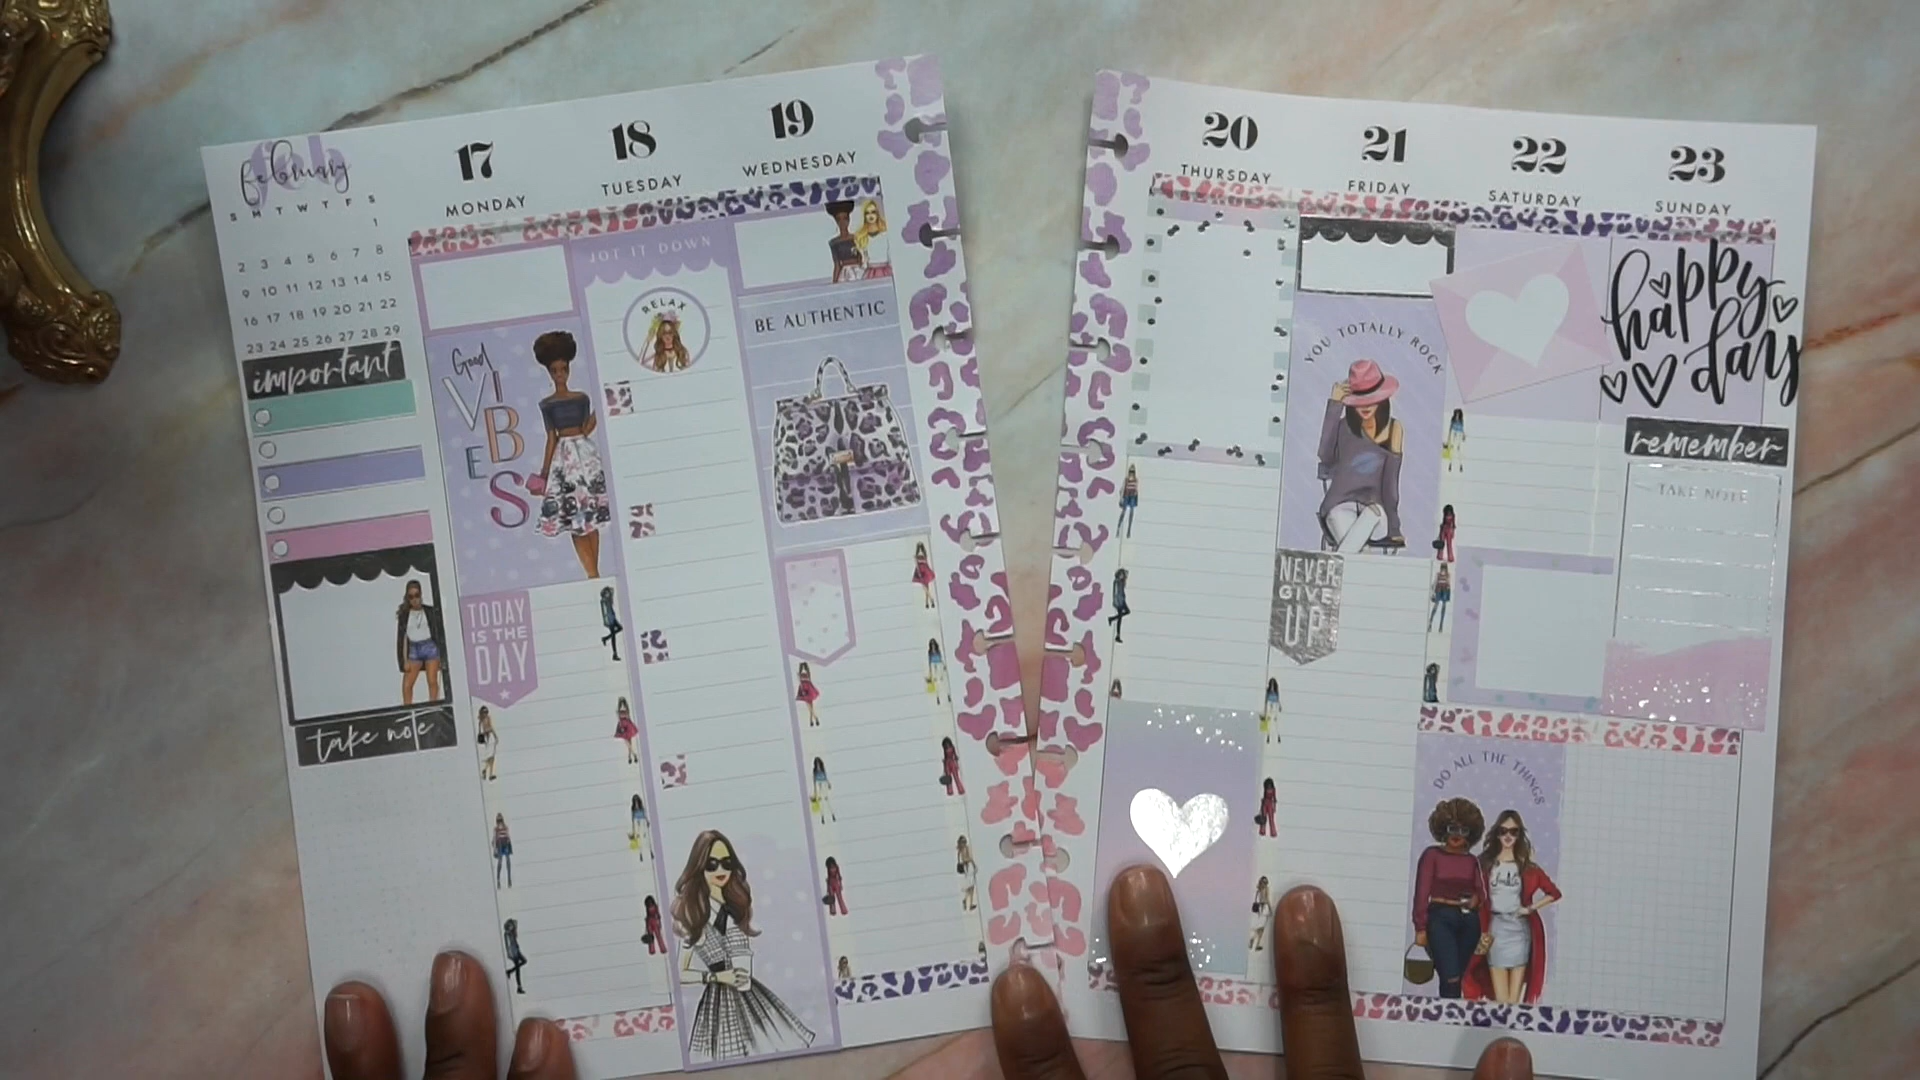 feb
february
S M T W T F S
1
2 3 4 5 6 7 8
9 10 11 12 13 14 15
16 17 18 19 20 21 22
23 24 25 26 27 28 29
important
take note
17
MONDAY
Good
VIBES
TODAY
IS THE
DAY
18
TUESDAY
JOT IT DOWN
RELAX
19
WEDNESDAY
BE AUTHENTIC
20
THURSDAY
21
FRIDAY
YOU TOTALLY ROCK
NEVER
GIVE
UP
22
SATURDAY
DO ALL THE THINGS
23
SUNDAY
happy
day
remember
TAKE NOTE